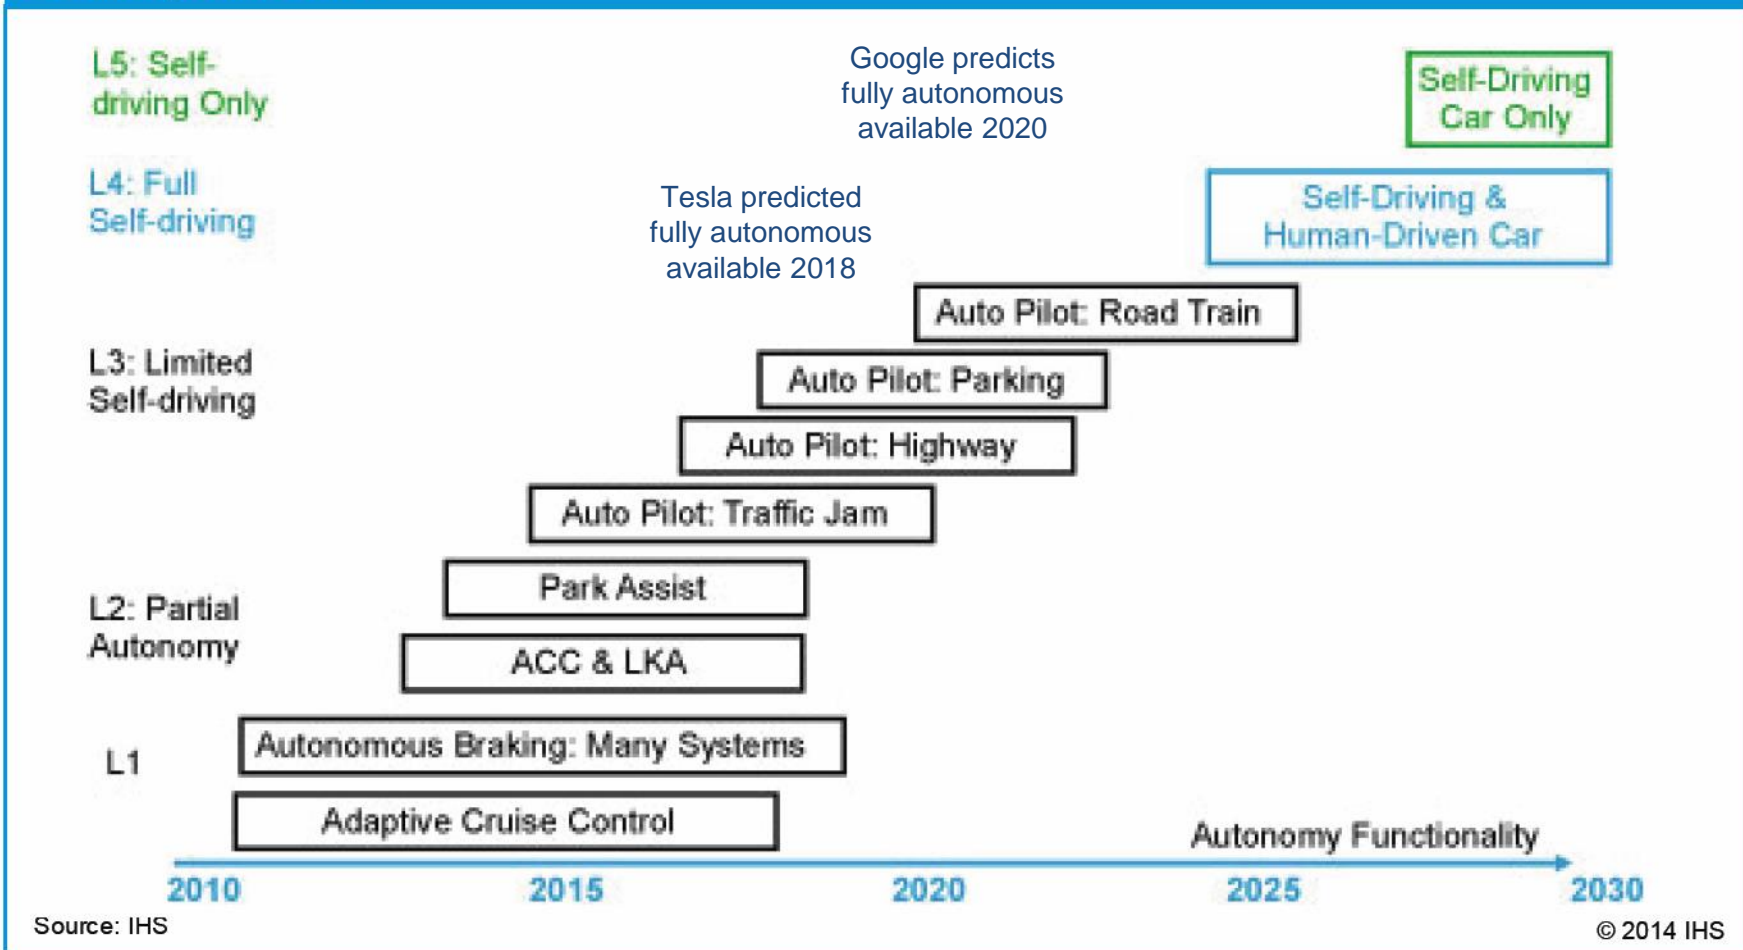 L5: Self-
driving Only
Google predicts
fully autonomous
available 2020
Self-Driving
Car Only
L4: Full
Self-driving
Tesla predicted
fully autonomous
available 2018
Self-Driving &
Human-Driven Car
Auto Pilot: Road Train
L3: Limited
Self-driving
Auto Pilot: Parking
Auto Pilot: Highway
Auto Pilot: Traffic Jam
Park Assist
L2: Partial
Autonomy
ACC & LKA
Autonomous Braking: Many Systems
L1
Adaptive Cruise Control
Autonomy Functionality
2010 2015 2020 2025 2030
Source: IHS
© 2014 IHS